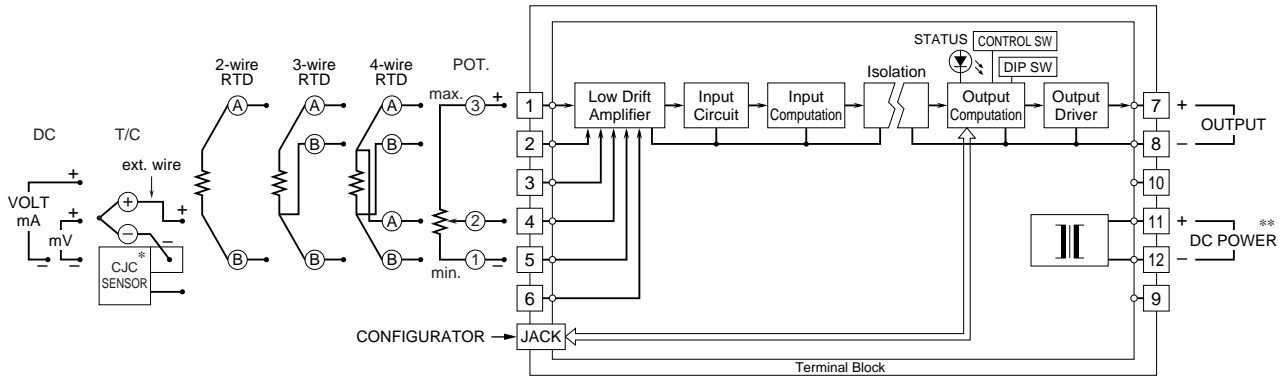 DC
VOLT
mA
+
−
+
mV
−
T/C
ext. wire
+
−
+
−
*
CJC
SENSOR
2-wire
RTD
A
B
3-wire
RTD
A
B
B
4-wire
RTD
A
B
A
B
POT.
max.
3 +
2
min.
1 −
1
2
3
4
5
6
CONFIGURATOR
JACK
Low Drift
Amplifier
Input
Circuit
Input
Computation
Isolation
STATUS
CONTROL SW
DIP SW
Output
Computation
Output
Driver
7 +
OUTPUT
8 −
10
11 +
DC POWER **
12 −
9
Terminal Block